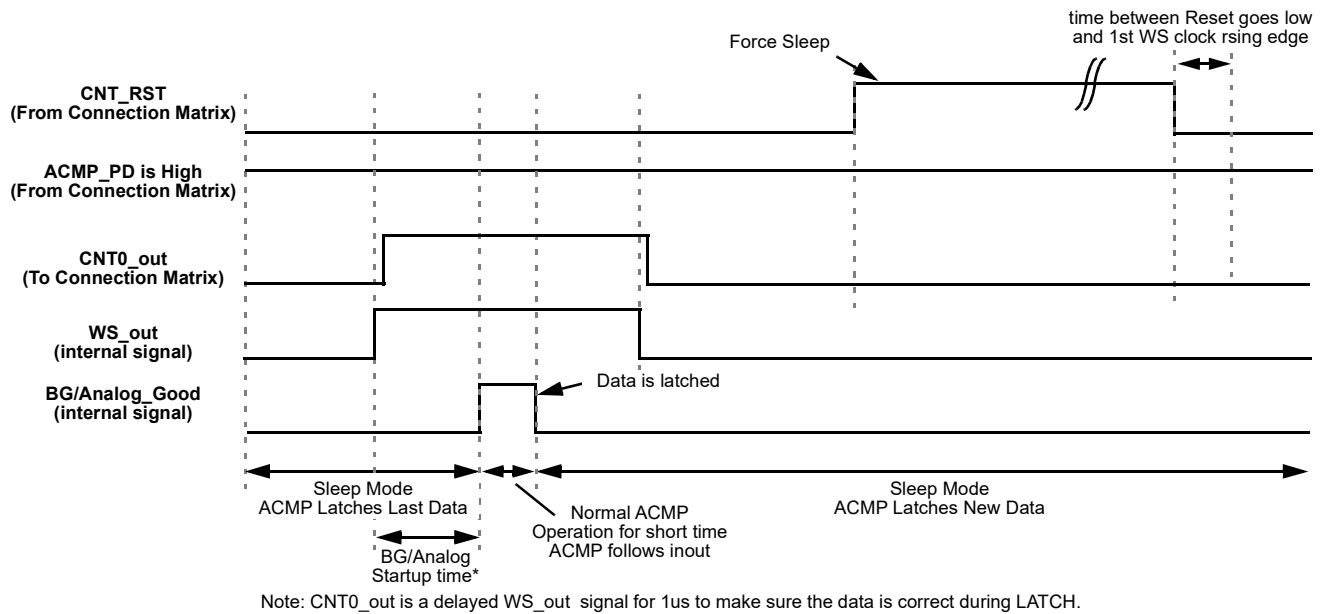 time between Reset goes low
and 1st WS clock rsing edge
Force Sleep
CNT_RST
(From Connection Matrix)
ACMP_PD is High
(From Connection Matrix)
CNT0_out
(To Connection Matrix)
WS_out
(internal signal)
BG/Analog_Good
(internal signal)
Data is latched
Sleep Mode
ACMP Latches Last Data
Normal ACMP
Operation for short time
ACMP follows inout
Sleep Mode
ACMP Latches New Data
BG/Analog
Startup time*
Note: CNT0_out is a delayed WS_out signal for 1us to make sure the data is correct during LATCH.